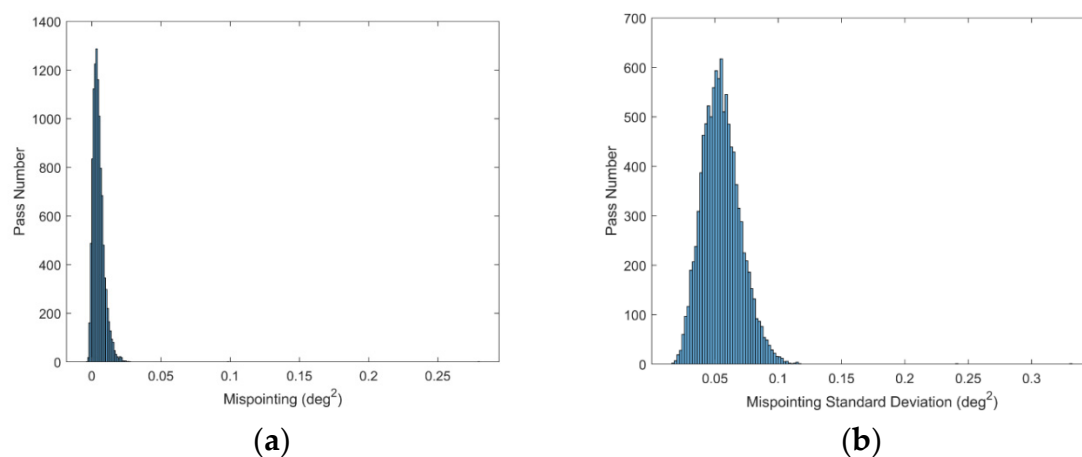 1400
1200
1000
800
600
400
200
0
Pass Number
0 0.05 0.1 0.15 0.2 0.25
Mispointing (deg²)
(a)
700
600
500
400
300
200
100
0
Pass Number
0.05 0.1 0.15 0.2 0.25 0.3
Mispointing Standard Deviation (deg²)
(b)